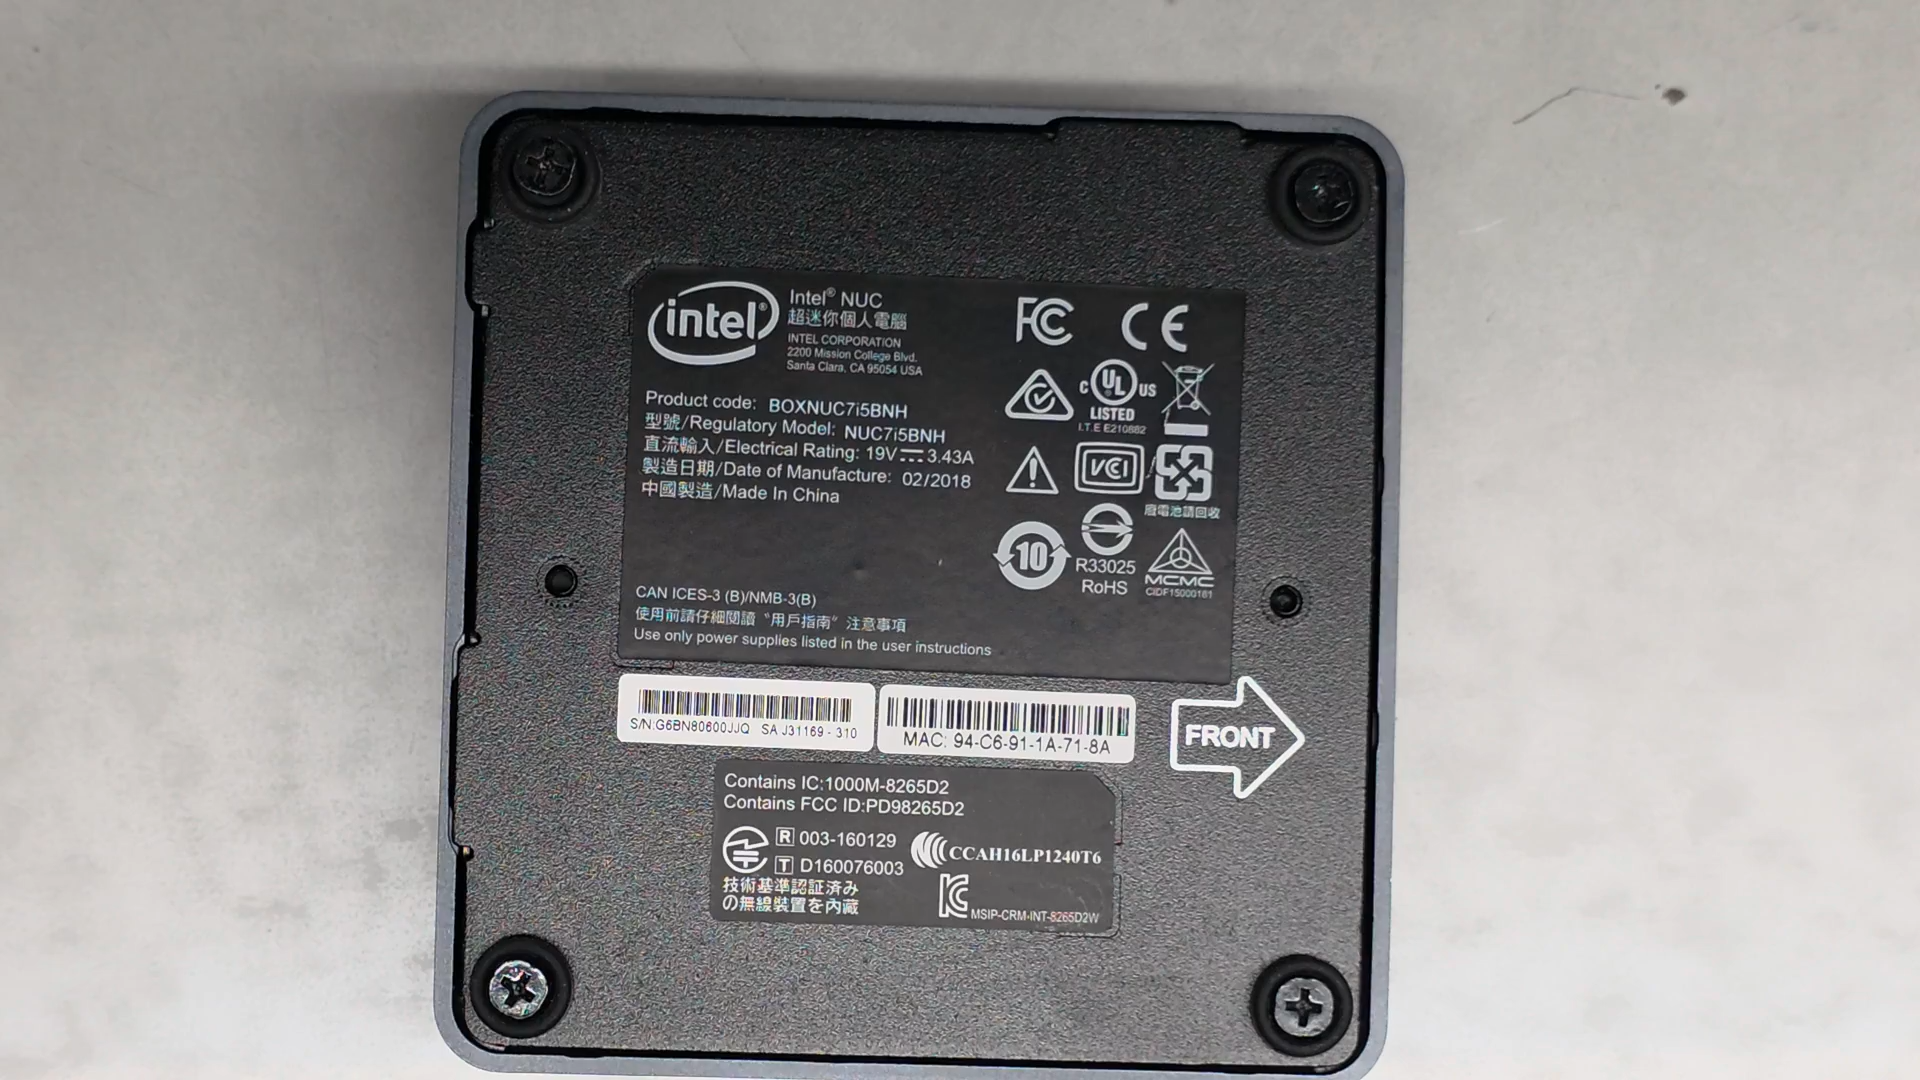 intel®
Intel® NUC
超迷你個人電腦
INTEL CORPORATION
2200 Mission College Blvd.
Santa Clara, CA 95054 USA
Product code: BOXNUC7i5BNH
型號/Regulatory Model: NUC7i5BNH
直流輸入/Electrical Rating: 19V⎓3.43A
製造日期/Date of Manufacture: 02/2018
中國製造/Made In China
FC CE
C UL US
LISTED
I.T.E E210882
VCI
廢電池請回收
10
R33025
RoHS
MCMC
CIDF15000161
CAN ICES-3 (B)/NMB-3(B)
使用前請仔細閱讀“用戶指南”注意事項
Use only power supplies listed in the user instructions
S/N:G6BN80600JJQ SA J31169 - 310
MAC: 94-C6-91-1A-71-8A
FRONT
Contains IC:1000M-8265D2
Contains FCC ID:PD98265D2
R 003-160129
T D160076003
技術基準認証済み
の無線装置を內蔵
CCAH16LP1240T6
MSIP-CRM-INT-8265D2W